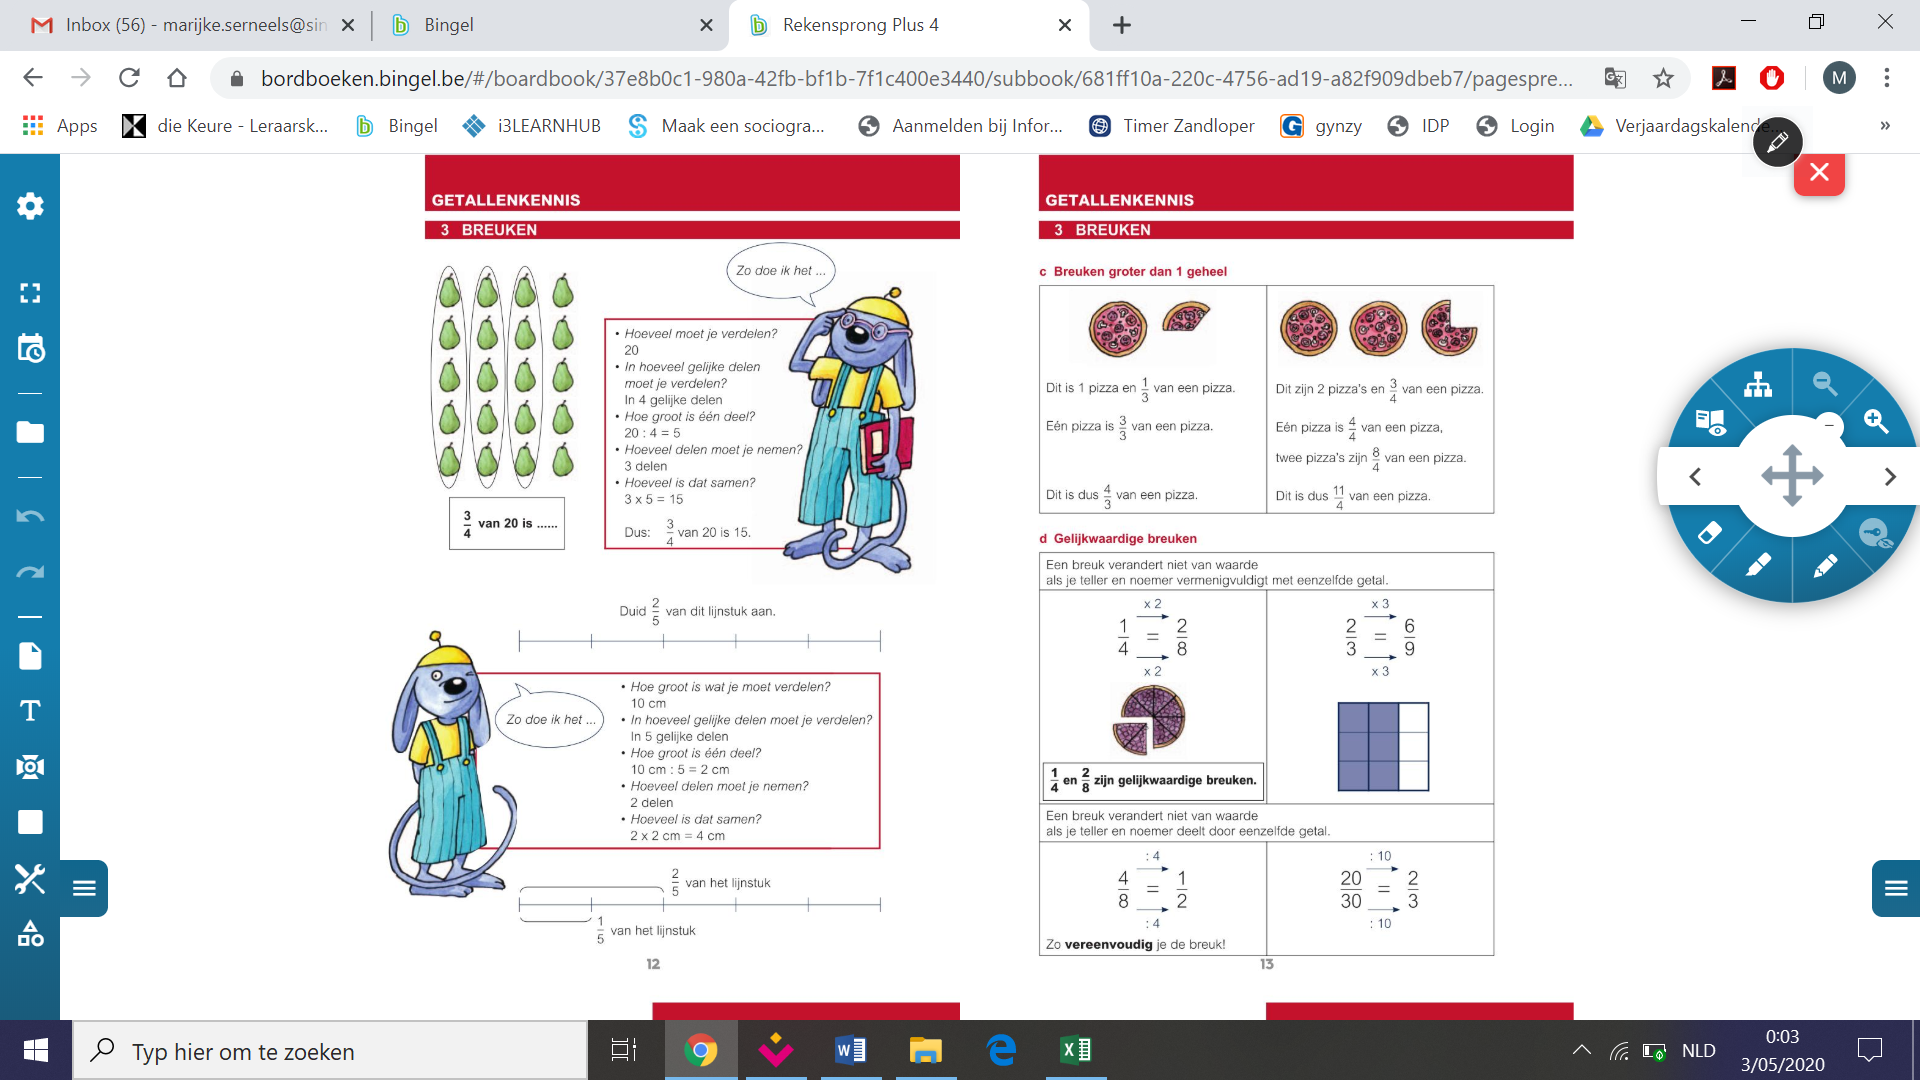 Inbox (56) - marijke.serneels@sin
Bingel
Rekensprong Plus 4
bordboeken.bingel.be/#/boardbook/37e8b0c1-980a-42fb-bf1b-7f1c400e3440/subbook/681ff10a-220c-4756-ad19-a82f909dbeb7/pagespre...
M
Apps
die Keure - Leraarsk...
Bingel
i3LEARNHUB
Maak een sociogra...
Aanmelden bij Infor...
Timer Zandloper
gynzy
IDP
Login
Verjaardagskalende...
»
GETALLENKENNIS
3 BREUKEN
Zo doe ik het ...
• Hoeveel moet je verdelen?
20
• In hoeveel gelijke delen
moet je verdelen?
In 4 gelijke delen
• Hoe groot is één deel?
20 : 4 = 5
• Hoeveel delen moet je nemen?
3 delen
• Hoeveel is dat samen?
3 x 5 = 15
Dus: 3/4 van 20 is 15.
3/4 van 20 is ......
Duid 2/5 van dit lijnstuk aan.
Zo doe ik het ...
• Hoe groot is wat je moet verdelen?
10 cm
• In hoeveel gelijke delen moet je verdelen?
In 5 gelijke delen
• Hoe groot is één deel?
10 cm : 5 = 2 cm
• Hoeveel delen moet je nemen?
2 delen
• Hoeveel is dat samen?
2 x 2 cm = 4 cm
2/5 van het lijnstuk
1/5 van het lijnstuk
12
GETALLENKENNIS
3 BREUKEN
c Breuken groter dan 1 geheel
Dit is 1 pizza en 1/3 van een pizza.
Eén pizza is 3/3 van een pizza.
Dit is dus 4/3 van een pizza.
Dit zijn 2 pizza's en 3/4 van een pizza.
Eén pizza is 4/4 van een pizza,
twee pizza's zijn 8/4 van een pizza.
Dit is dus 11/4 van een pizza.
d Gelijkwaardige breuken
Een breuk verandert niet van waarde
als je teller en noemer vermenigvuldigt met eenzelfde getal.
x 2
1/4 = 2/8
x 2
1/4 en 2/8 zijn gelijkwaardige breuken.
x 3
2/3 = 6/9
x 3
Een breuk verandert niet van waarde
als je teller en noemer deelt door eenzelfde getal.
: 4
4/8 = 1/2
: 4
Zo vereenvoudig je de breuk!
: 10
20/30 = 2/3
: 10
13
Typ hier om te zoeken
NLD
0:03
3/05/2020